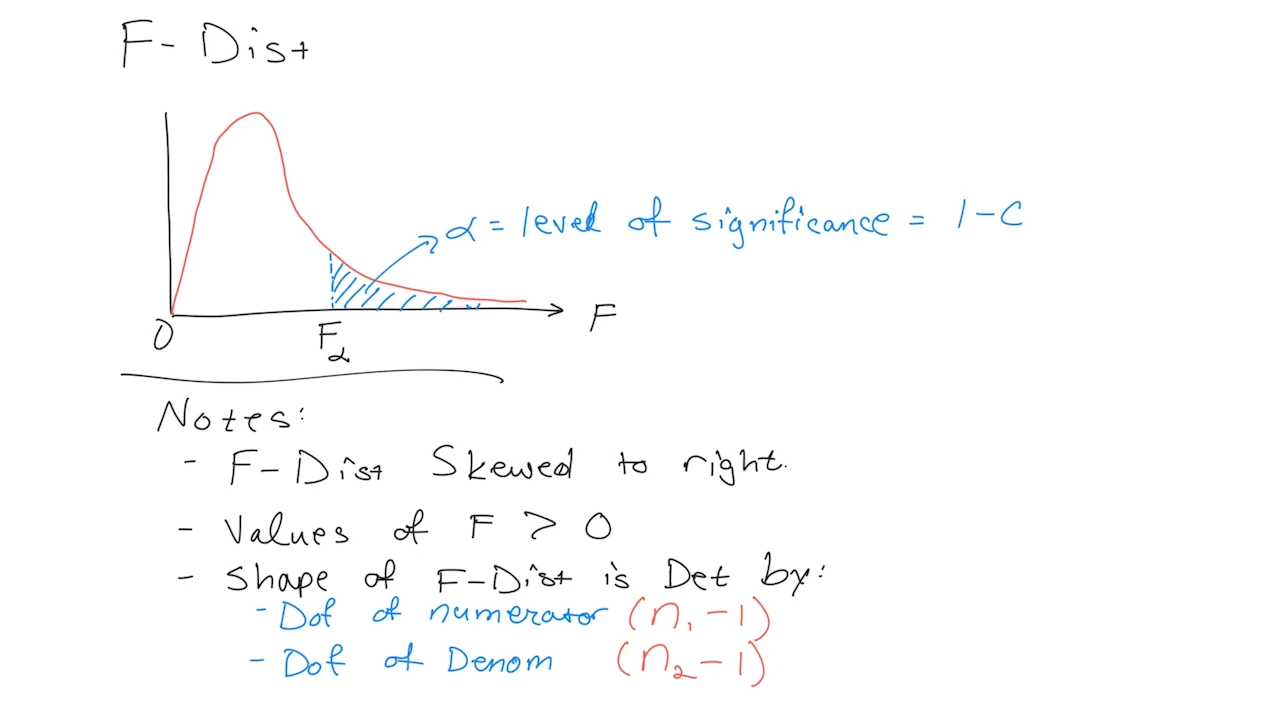 F- Dist
α = level of significance = 1-C
F
0
Fα
Notes:
- F-Dist Skewed to right.
- Values of F > 0
- Shape of F-Dist is Det by:
- Dof of numerator (n₁-1)
- Dof of Denom (n₂-1)